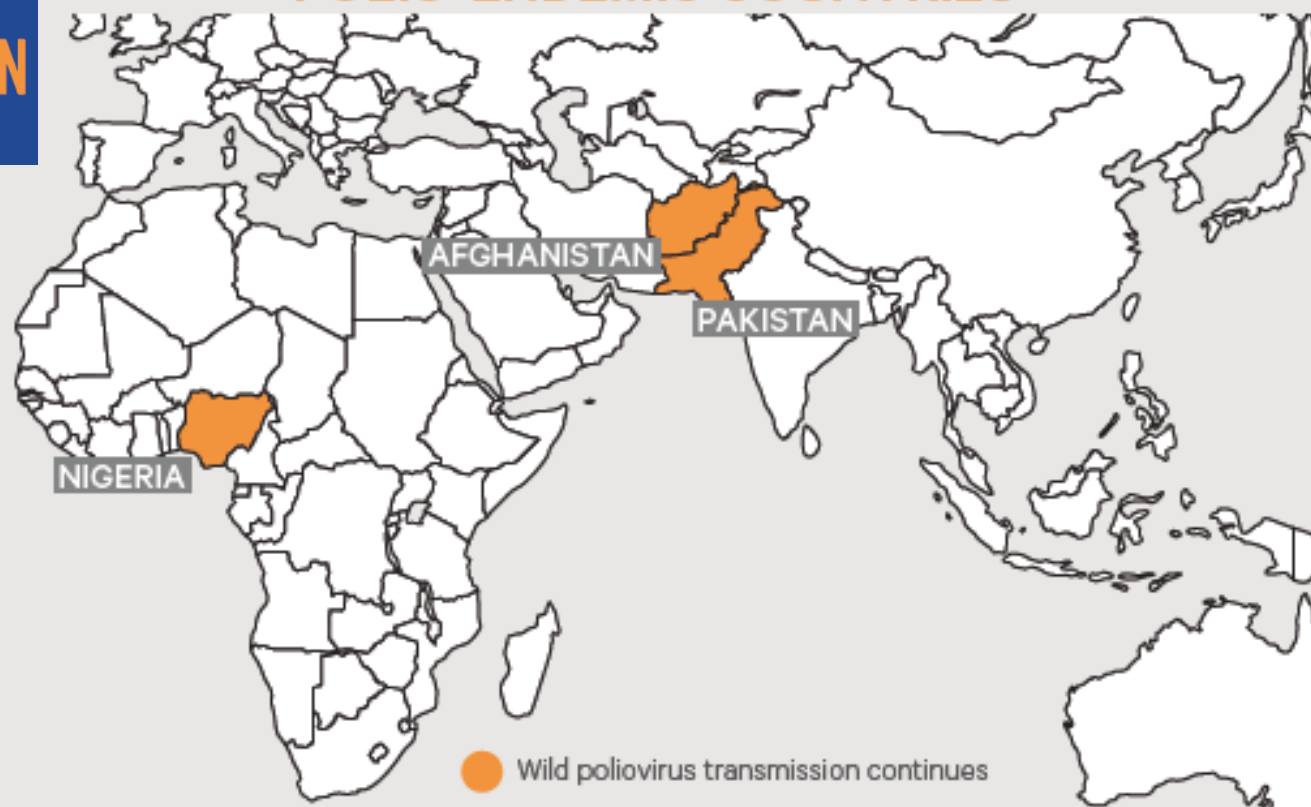 N
AFGHANISTAN
PAKISTAN
NIGERIA
Wild poliovirus transmission continues